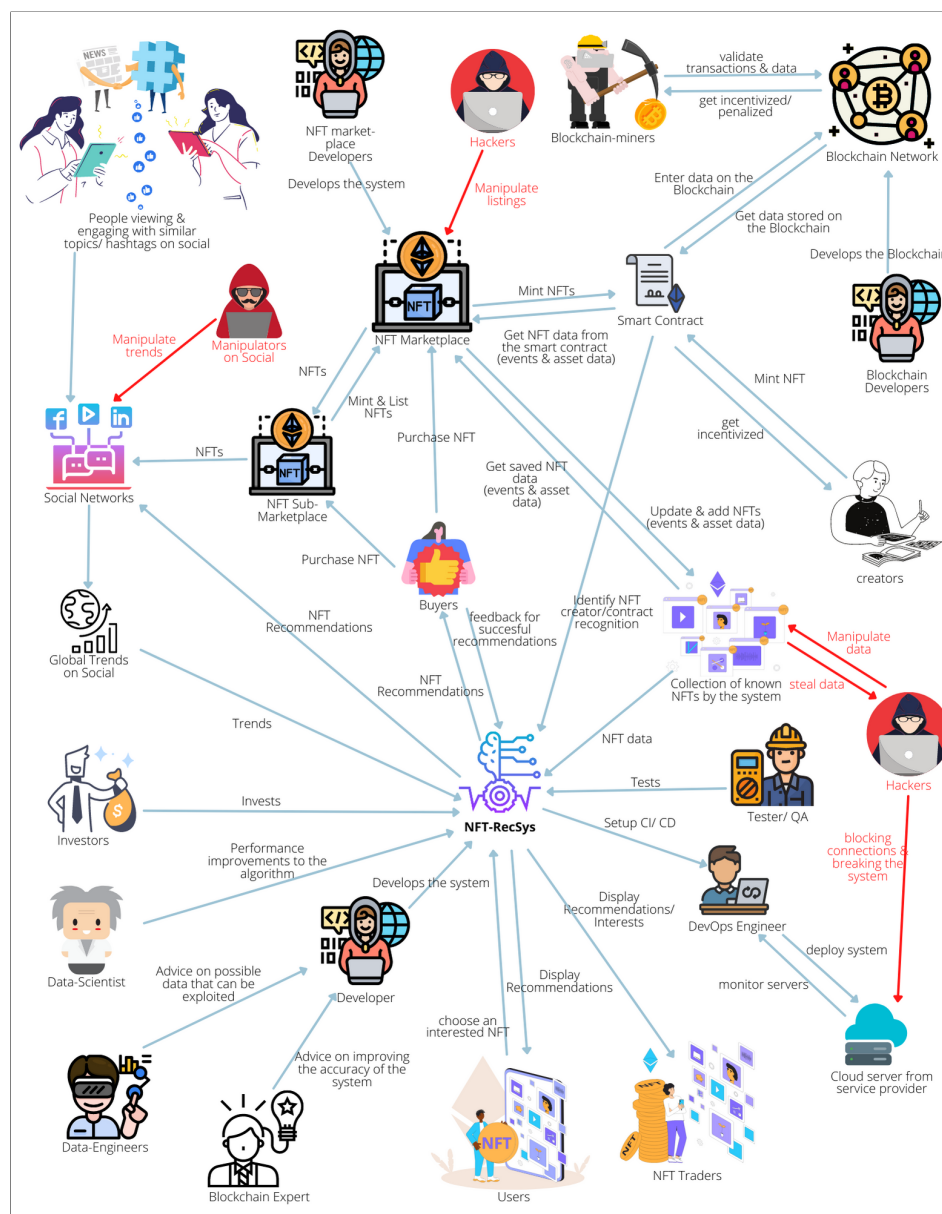 NEWS
validate
transactions & data
get incentivized/
penalized
NFT market-
place
Developers
Hackers
Blockchain-miners
Blockchain Network
Develops the system
Manipulate
listings
Enter data on the
Blockchain
Get data stored on
the Blockchain
People viewing &
engaging with similar
topics/ hashtags on social
Develops the Blockchain
NFT
Mint NFTs
Smart Contract
NFT Marketplace
Get NFT data from
the smart contract
(events & asset data)
Manipulate
trends
Manipulators
on Social
Blockchain
Developers
NFTs
Mint NFT
Mint & List
NFTs
get
incentivized
Purchase NFT
NFTs
NFT
Social Networks
NFT Sub-
Marketplace
Get saved NFT
data
(events & asset
data)
Update & add NFTs
(events & asset data)
Purchase NFT
creators
Buyers
NFT
Recommendations
feedback for
succesful
recommendations
Identify NFT
creator/contract
recognition
Manipulate
data
Global Trends
on Social
Collection of known
NFTs by the system
steal data
NFT
Recommendations
Trends
NFT data
Hackers
Tests
Invests
NFT-RecSys
Tester/ QA
Investors
Setup CI/ CD
blocking
connections &
breaking the
system
Performance
improvements to the
algorithm
Develops the system
Display
Recommendations/
Interests
DevOps Engineer
deploy system
Data-Scientist
Advice on possible
data that can be
exploited
Developer
Display
Recommendations
monitor servers
choose an
interested NFT
Advice on improving
the accuracy of the
system
Cloud server from
service provider
Data-Engineers
NFT
NFT
NFT
Blockchain Expert
Users
NFT Traders